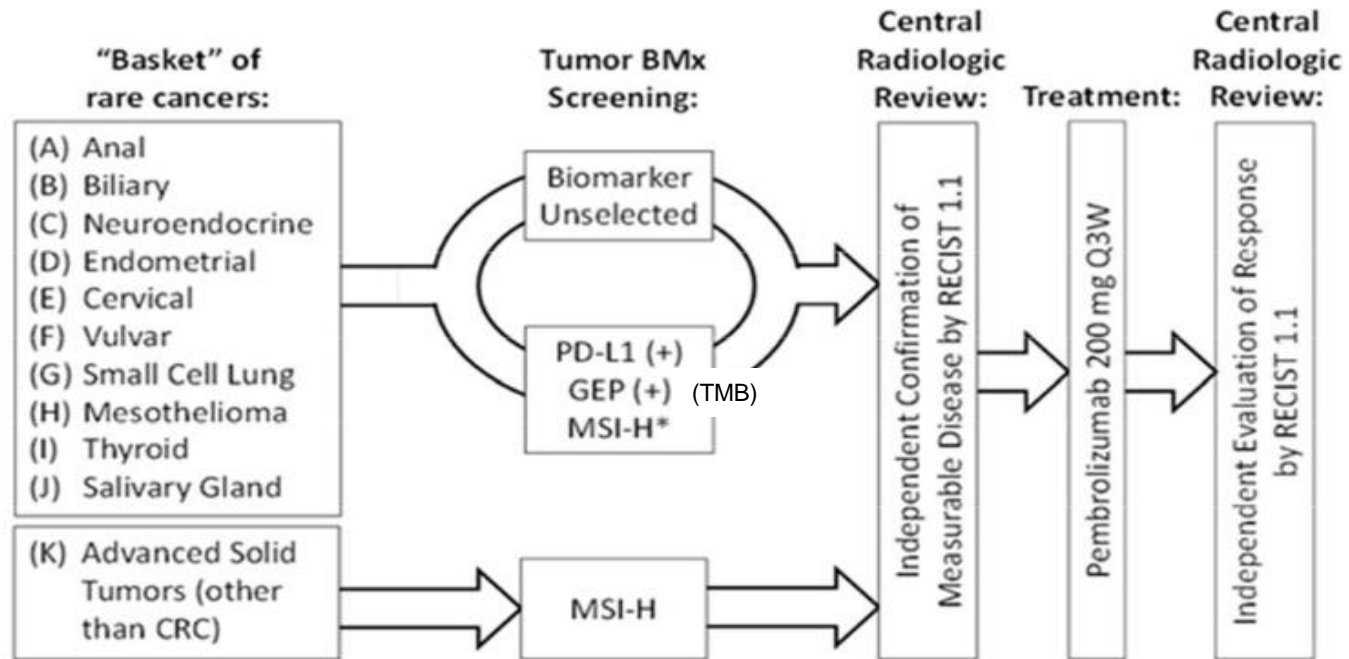 “Basket” of
rare cancers:
(A) Anal
(B) Biliary
(C) Neuroendocrine
(D) Endometrial
(E) Cervical
(F) Vulvar
(G) Small Cell Lung
(H) Mesothelioma
(I) Thyroid
(J) Salivary Gland
(K) Advanced Solid
Tumors (other
than CRC)
Tumor BMx
Screening:
Biomarker
Unselected
PD-L1 (+)
GEP (+) (TMB)
MSI-H*
MSI-H
Central
Radiologic
Review:
Independent Confirmation of
Measurable Disease by RECIST 1.1
Treatment:
Pembrolizumab 200 mg Q3W
Central
Radiologic
Review:
Independent Evaluation of Response
by RECIST 1.1